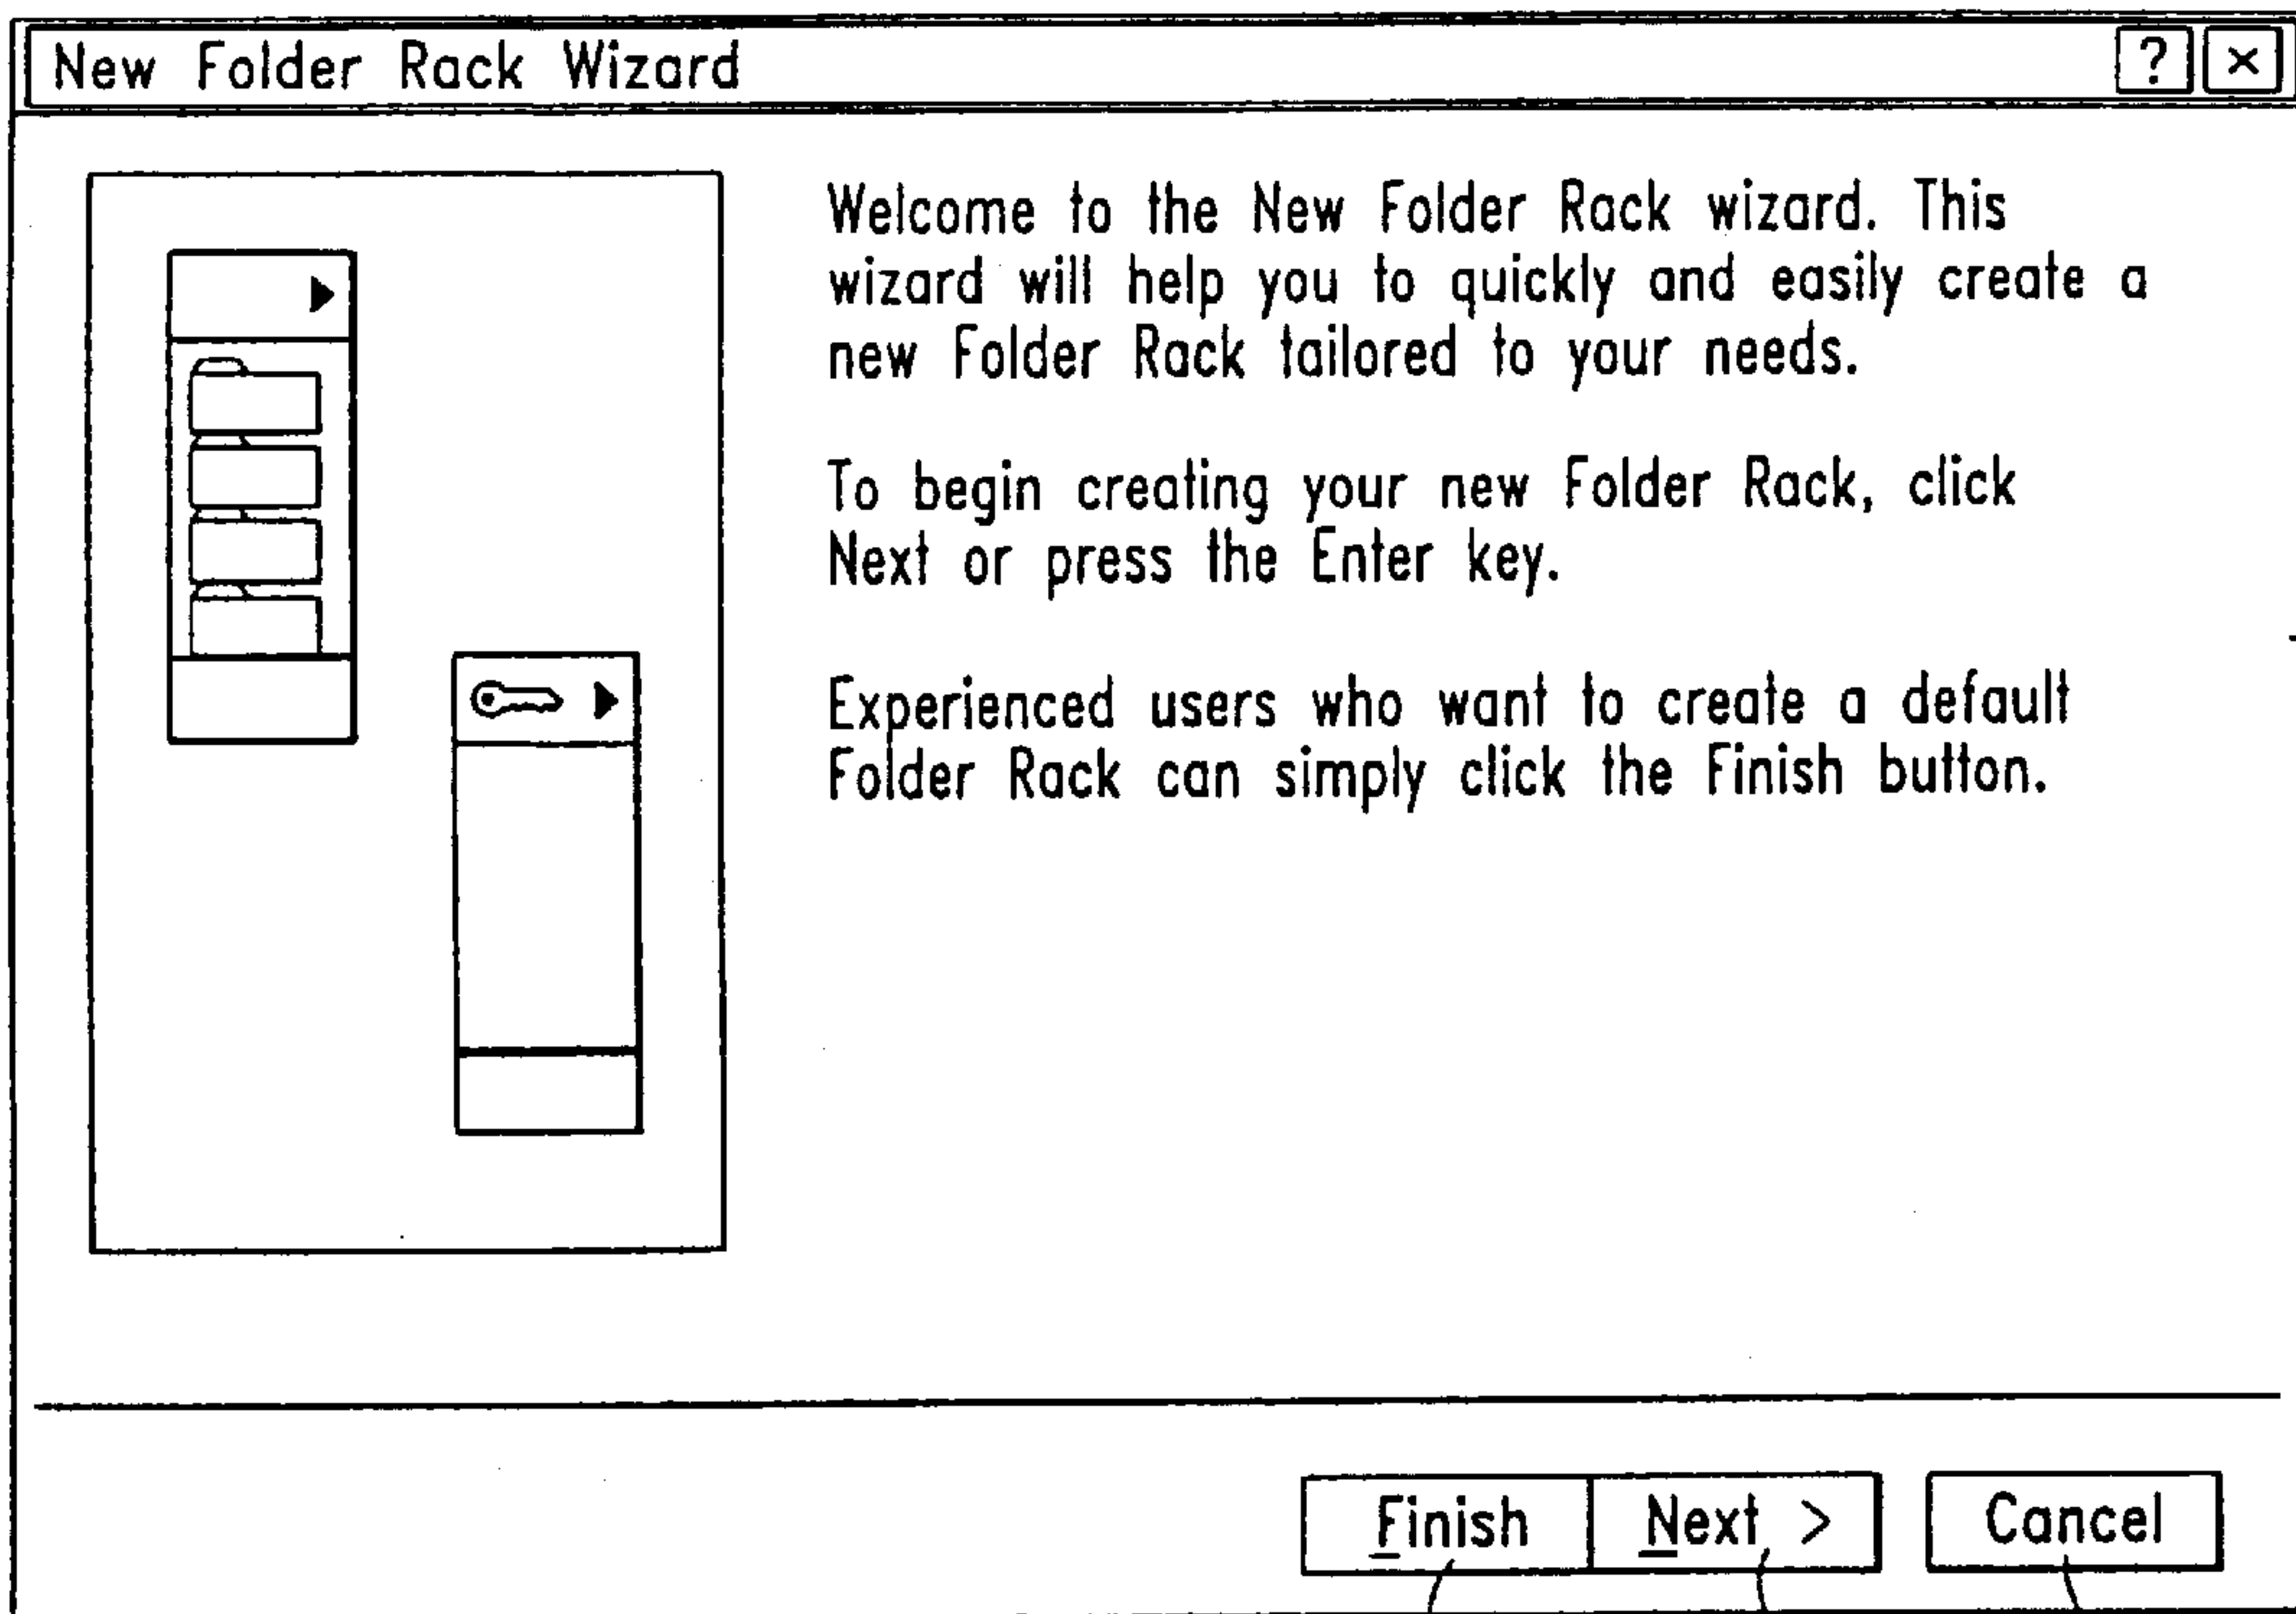 New Folder Rack Wizard ? ×
Welcome to the New Folder Rack wizard. This
wizard will help you to quickly and easily create a
new Folder Rack tailored to your needs.
To begin creating your new Folder Rack, click
Next or press the Enter key.
Experienced users who want to create a default
Folder Rack can simply click the Finish button.
Finish Next > Cancel